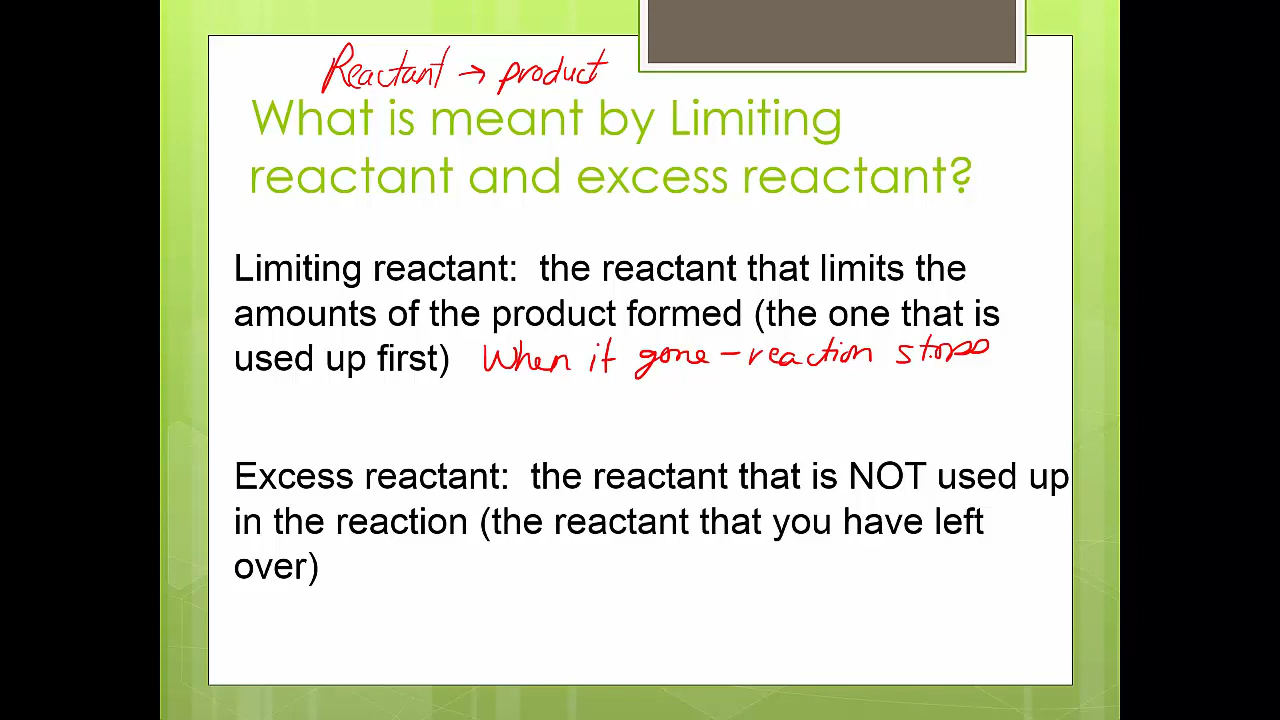 Reactant → product
What is meant by Limiting
reactant and excess reactant?
Limiting reactant: the reactant that limits the
amounts of the product formed (the one that is
used up first) When it gone - reaction stops
Excess reactant: the reactant that is NOT used up
in the reaction (the reactant that you have left
over)